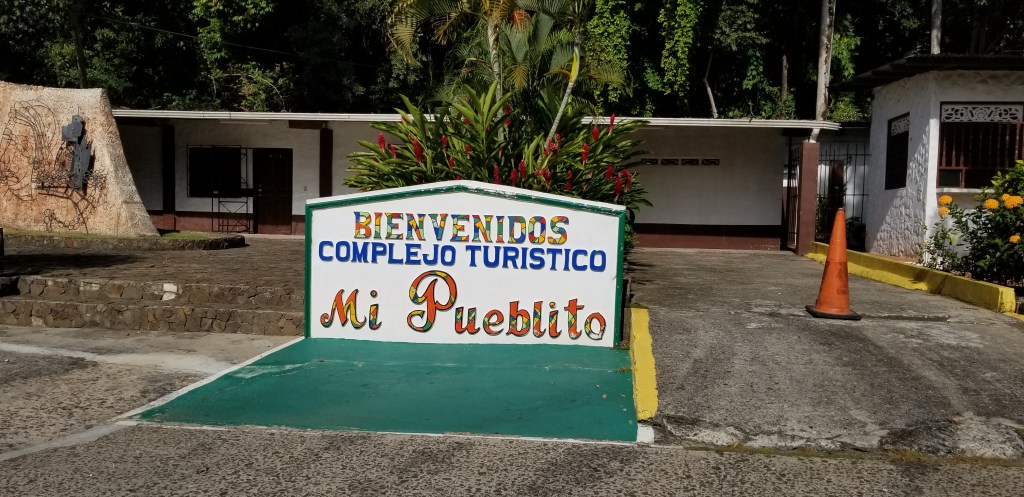 BIENVENIDOS
COMPLEJO TURISTICO
Mi Pueblito